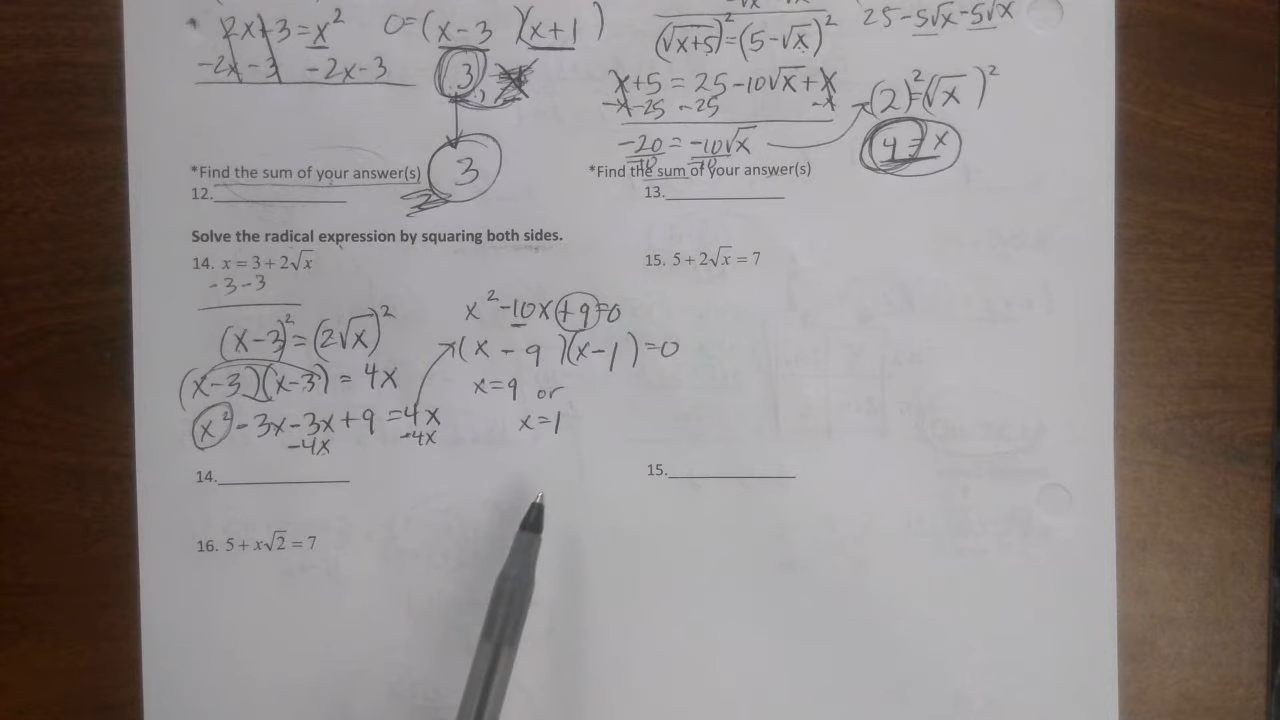 2x+3=x²
-2x-3 -2x-3
0=(x-3)(x+1)
3,
3
*Find the sum of your answer(s)
12.
(√x+5)²=(5-√x)²
25-5√x-5√x
x+5=25-10√x+x
-x-25 -25 -x
-20=-10√x
-10 -10
(2)²=(√x)²
4=x
*Find the sum of your answer(s)
13.
Solve the radical expression by squaring both sides.
14. x = 3 + 2√x
-3-3
(x-3)²=(2√x)²
(x-3)(x-3)=4x
x²-3x-3x+9=4x
-4x -4x
x²-10x+9=0
(x-9)(x-1)=0
x=9 or
x=1
14.
15. 5 + 2√x = 7
15.
16. 5 + x√2 = 7